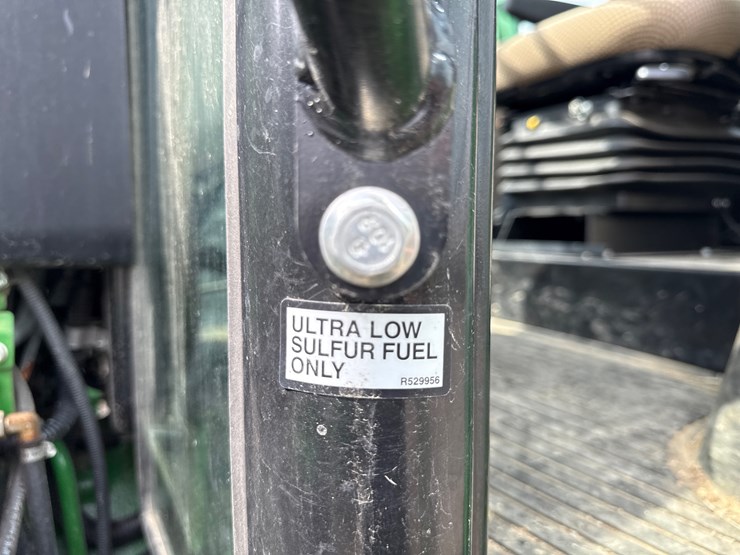 ULTRA LOW
SULFUR FUEL
ONLY
R529956